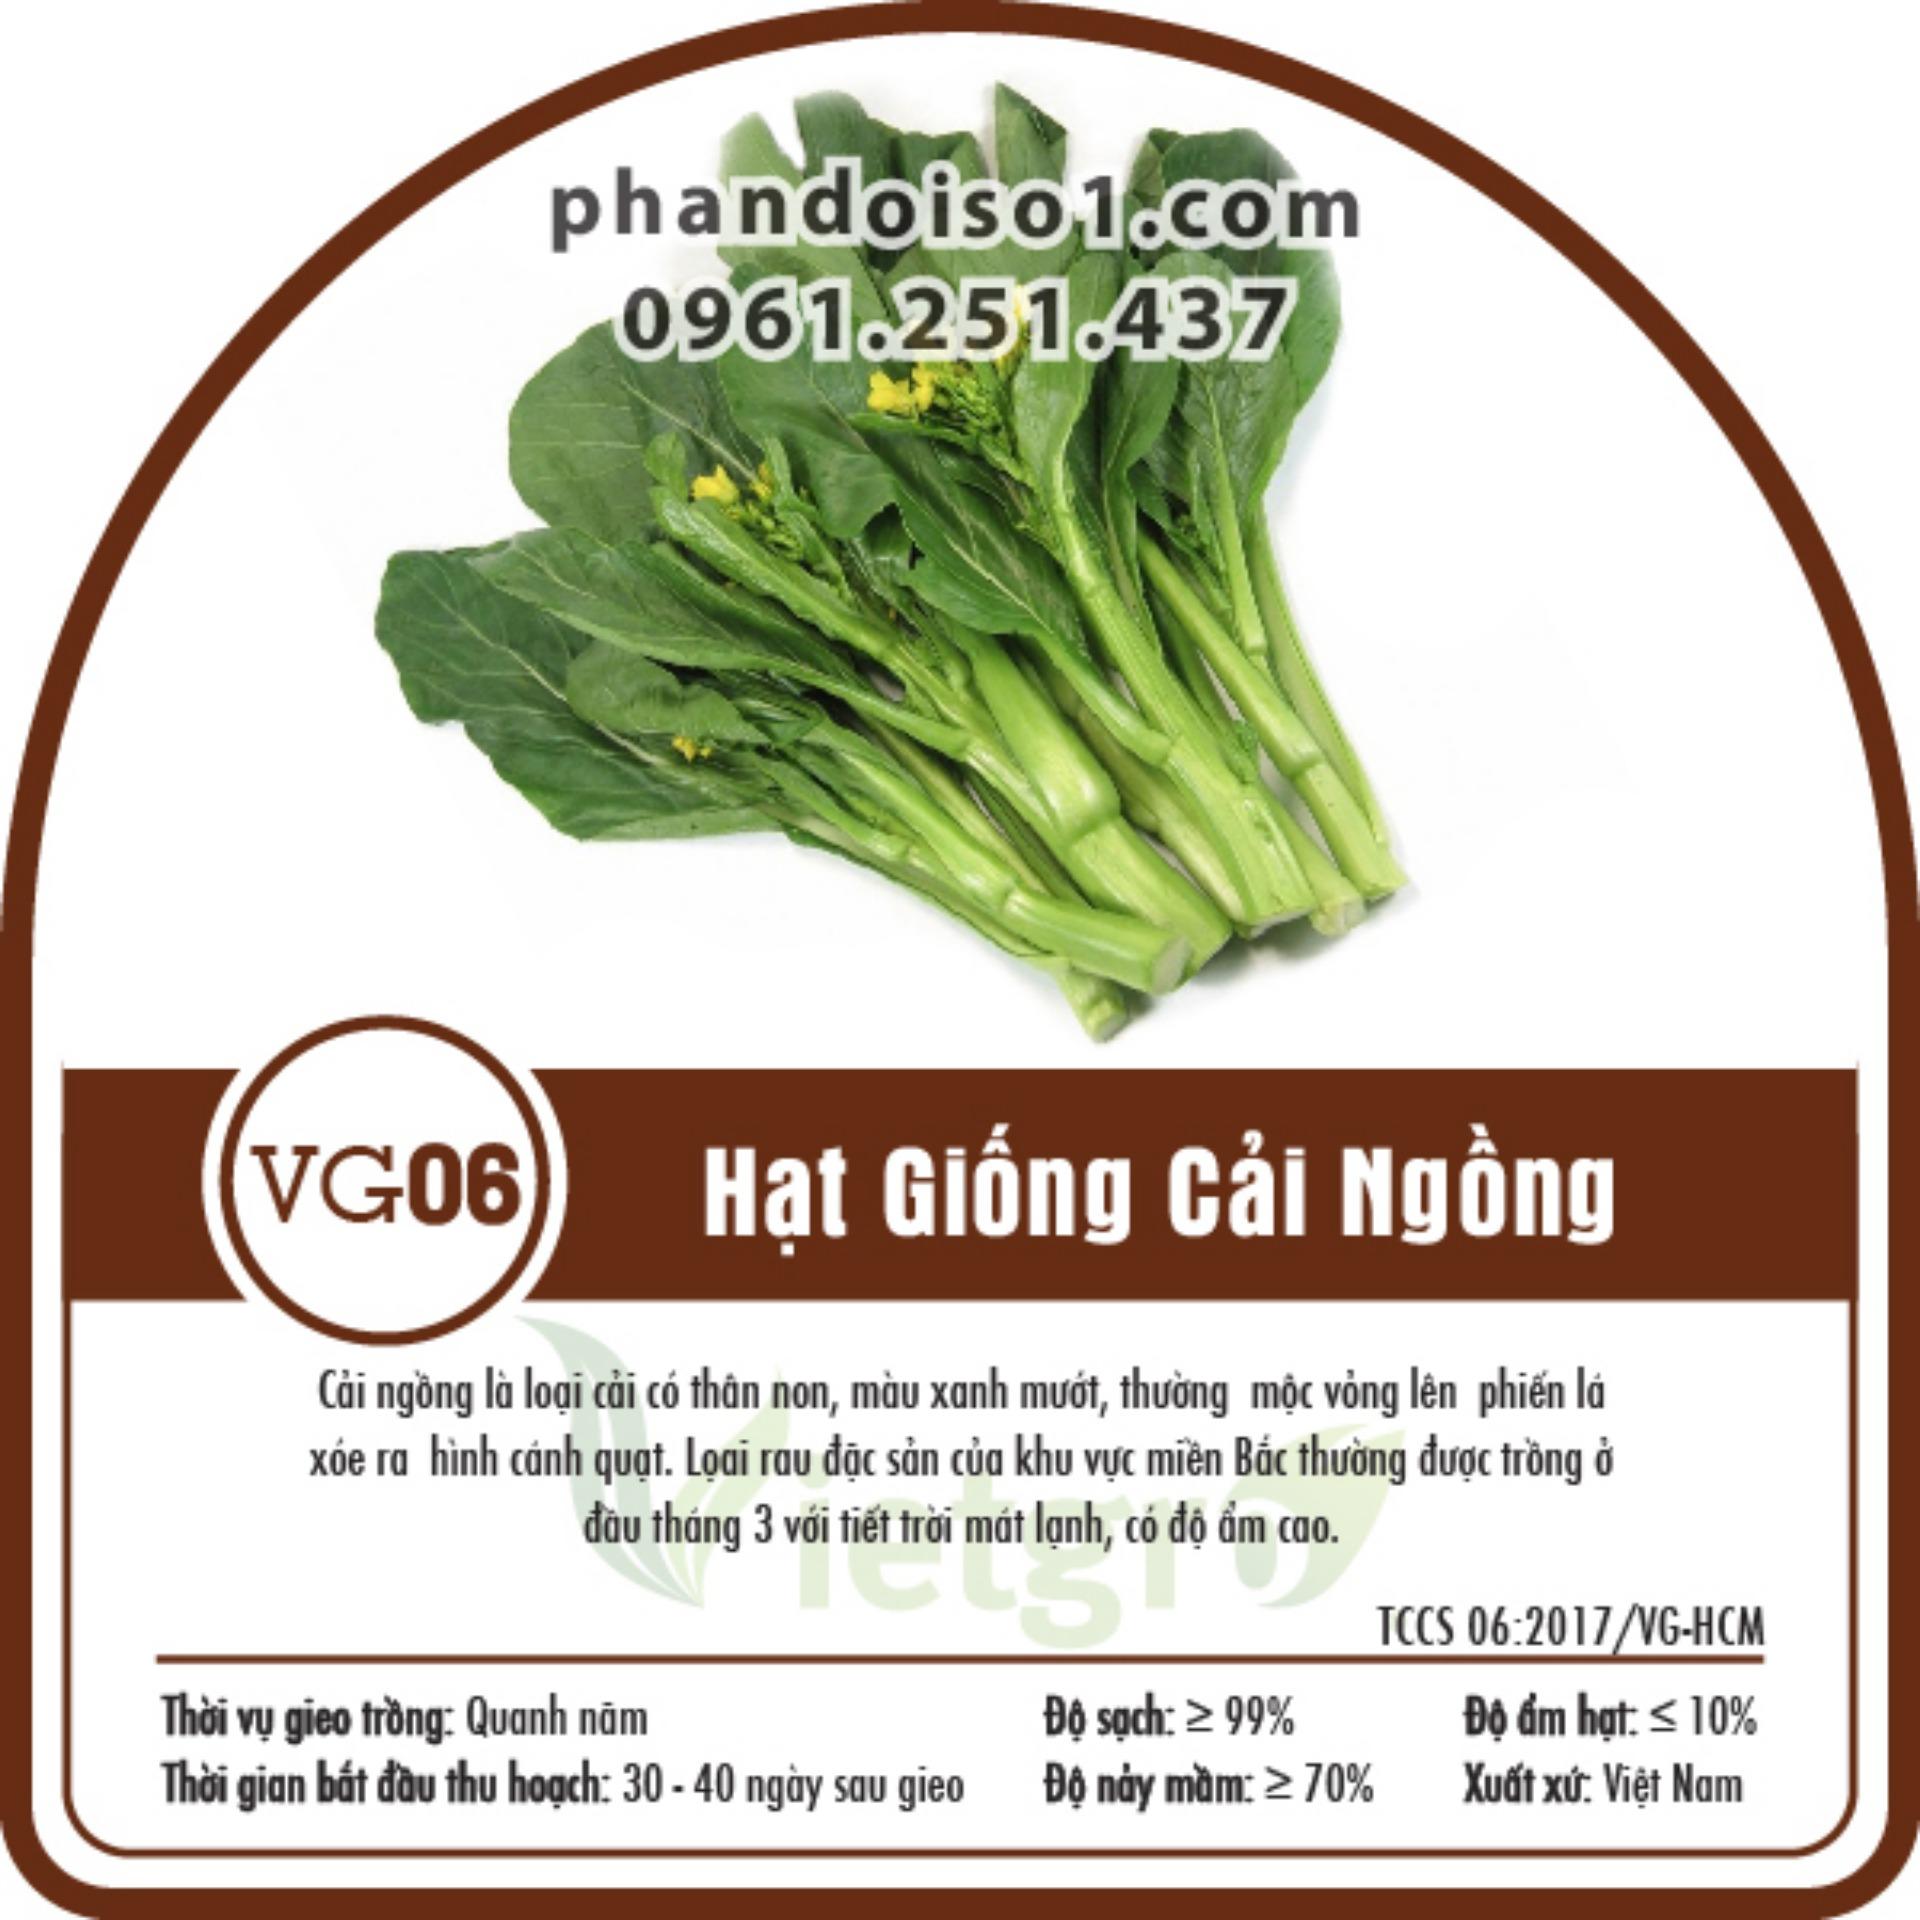 phandoiso1.com
0961.251.437
VG06
Hạt Giống Cải Ngồng
Cải ngồng là loại cải có thân non, màu xanh mướt, thường mộc vỏng lên phiến lá
xóe ra hình cánh quạt. Loại rau đặc sản của khu vực miền Bắc thường được trồng ở
đầu tháng 3 với tiết trời mát lạnh, có độ ẩm cao.
Vietgro
TCCS 06:2017/VG-HCM
Thời vụ gieo trồng: Quanh năm
Độ sạch: ≥ 99%
Độ ẩm hạt: ≤ 10%
Thời gian bắt đầu thu hoạch: 30 - 40 ngày sau gieo
Độ nảy mầm: ≥ 70%
Xuất xứ: Việt Nam